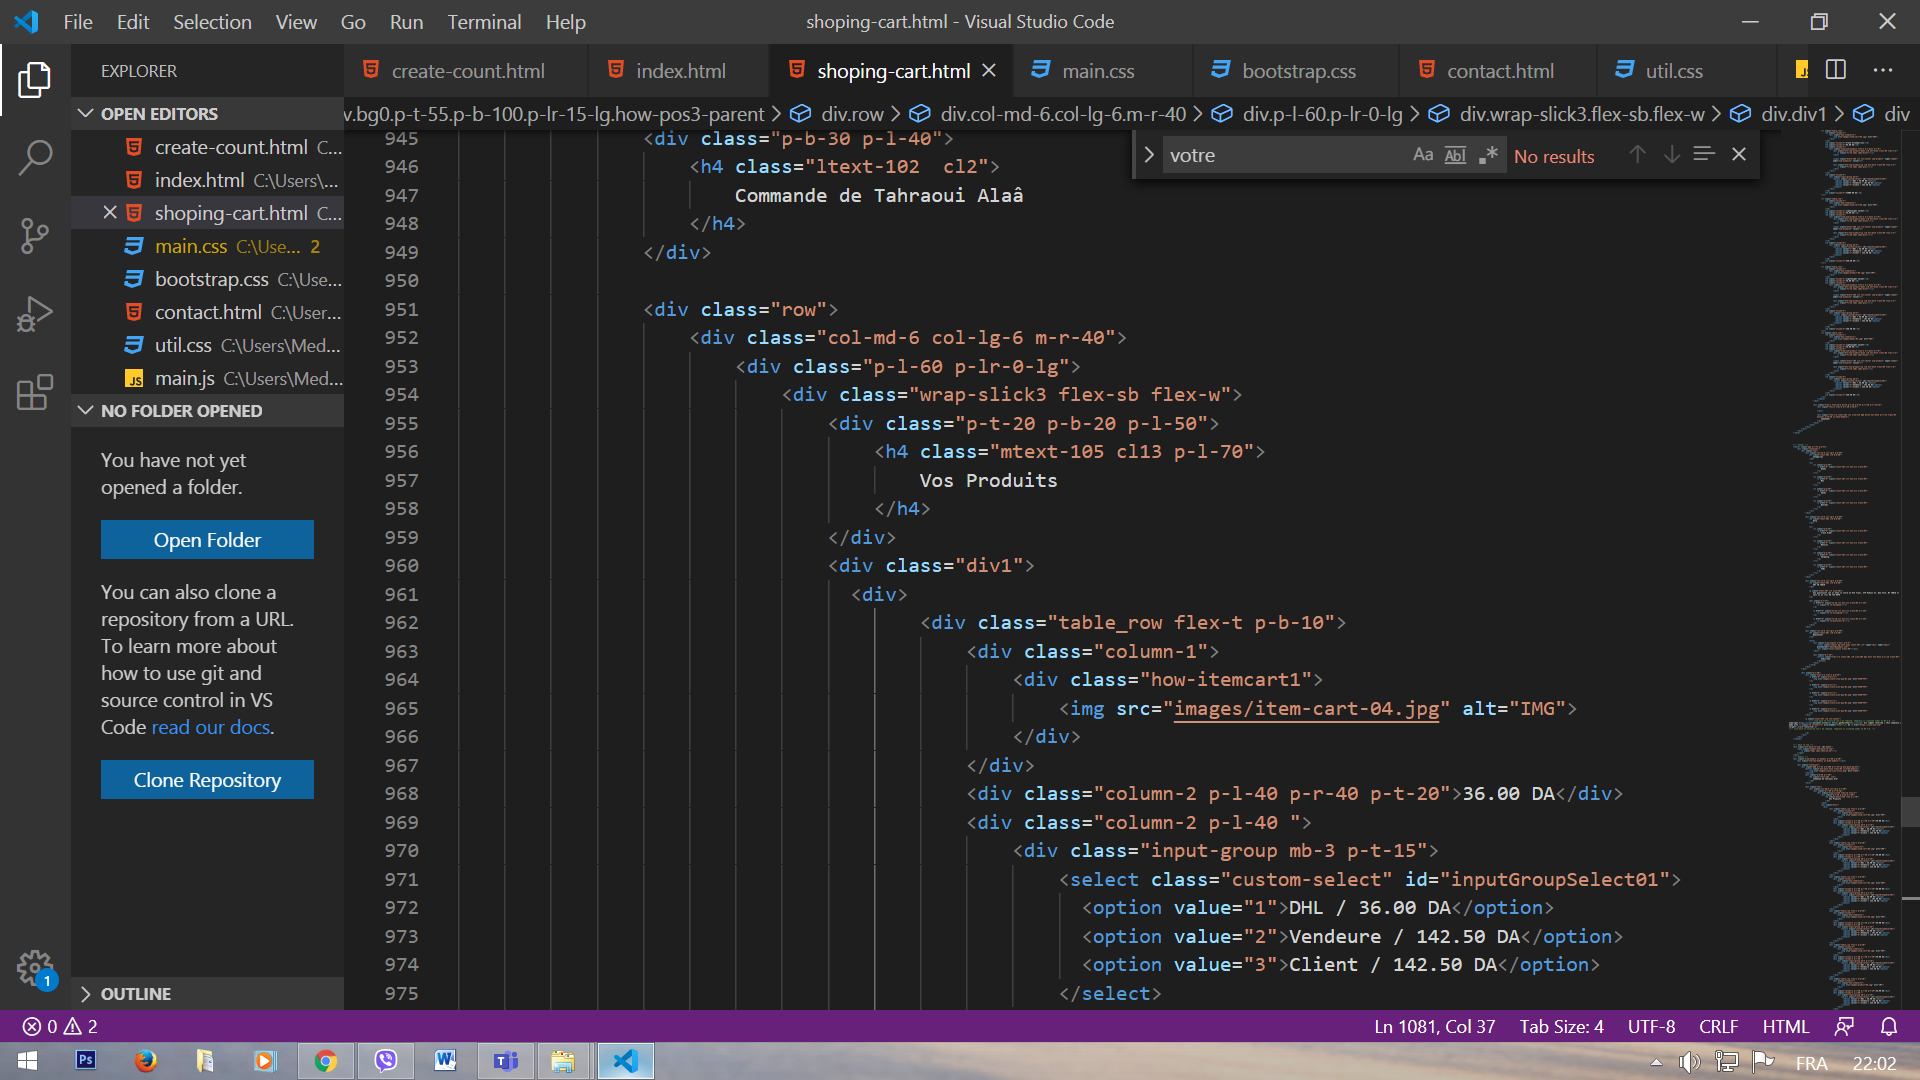 File Edit Selection View Go Run Terminal Help
shoping-cart.html - Visual Studio Code
EXPLORER
create-count.html
index.html
shoping-cart.html
main.css
bootstrap.css
contact.html
util.css
JS
OPEN EDITORS
create-count.html C...
index.html C:\Users\...
shoping-cart.html C...
main.css C:\Use... 2
bootstrap.css C:\Use...
contact.html C:\User...
util.css C:\Users\Med...
JS main.js C:\Users\Med...
NO FOLDER OPENED
You have not yet
opened a folder.
Open Folder
You can also clone a
repository from a URL.
To learn more about
how to use git and
source control in VS
Code read our docs.
Clone Repository
OUTLINE
1
v.bg0.p-t-55.p-b-100.p-lr-15-lg.how-pos3-parent > div.row > div.col-md-6.col-lg-6.m-r-40 > div.p-l-60.p-lr-0-lg > div.wrap-slick3.flex-sb.flex-w > div.div1 > div
votre Aa Abl .* No results
945 <div class="p-b-30 p-l-40">
946 <h4 class="ltext-102  cl2">
947 Commande de Tahraoui Alaâ
948 </h4>
949 </div>
950
951 <div class="row">
952 <div class="col-md-6 col-lg-6 m-r-40">
953 <div class="p-l-60 p-lr-0-lg">
954 <div class="wrap-slick3 flex-sb flex-w">
955 <div class="p-t-20 p-b-20 p-l-50">
956 <h4 class="mtext-105 cl13 p-l-70">
957 Vos Produits
958 </h4>
959 </div>
960 <div class="div1">
961 <div>
962 <div class="table_row flex-t p-b-10">
963 <div class="column-1">
964 <div class="how-itemcart1">
965 <img src="images/item-cart-04.jpg" alt="IMG">
966 </div>
967 </div>
968 <div class="column-2 p-l-40 p-r-40 p-t-20">36.00 DA</div>
969 <div class="column-2 p-l-40 ">
970 <div class="input-group mb-3 p-t-15">
971 <select class="custom-select" id="inputGroupSelect01">
972 <option value="1">DHL / 36.00 DA</option>
973 <option value="2">Vendeure / 142.50 DA</option>
974 <option value="3">Client / 142.50 DA</option>
975 </select>
0 2
Ln 1081, Col 37 Tab Size: 4 UTF-8 CRLF HTML
Ps
W
T
FRA 22:02